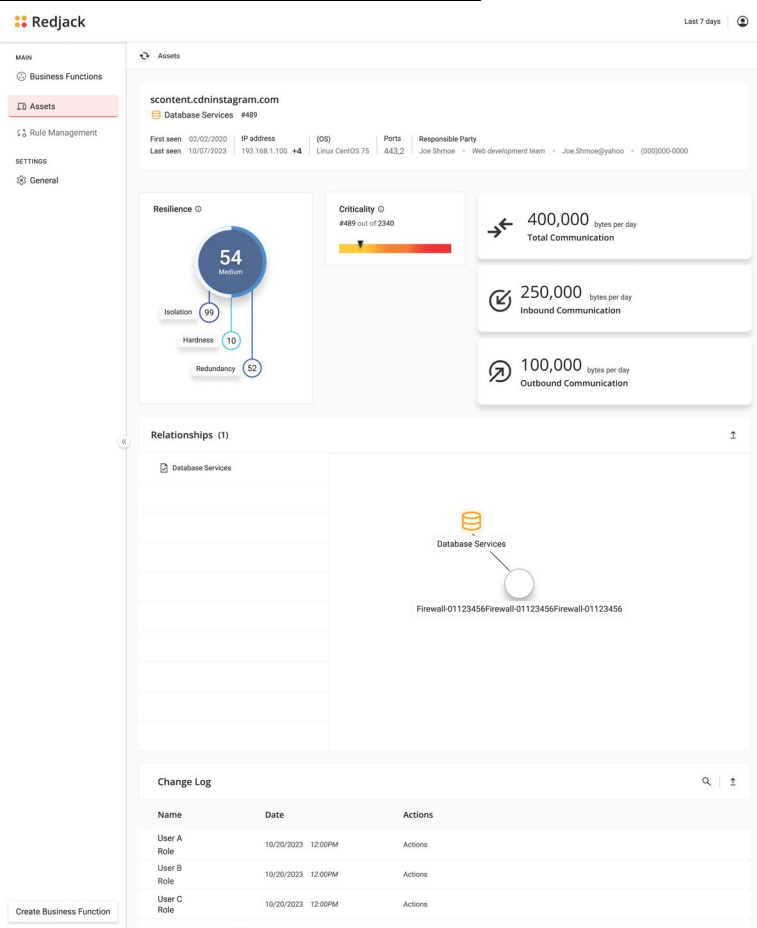 Redjack
Last 7 days
MAIN
Business Functions
Assets
Rule Management
SETTINGS
General
Create Business Function
Assets
scontent.cdninstagram.com
Database Services #489
First seen 02/02/2020 IP address (OS) Ports Responsible Party
Last seen 10/07/2023 192.168.1.100 +4 Linux CentOS 75 443,2 Joe Shmoe - Web development team - Joe.Shmoe@yahoo - (000)000-0000
Resilience
54
Medium
Isolation 99
Hardness 10
Redundancy 52
Criticality
#489 out of 2340
400,000 bytes per day
Total Communication
250,000 bytes per day
Inbound Communication
100,000 bytes per day
Outbound Communication
Relationships (1)
Database Services
Database Services
Firewall-01123456Firewall-01123456Firewall-01123456
Change Log
Name Date Actions
User A
Role
10/20/2023 12:00PM Actions
User B
Role
10/20/2023 12:00PM Actions
User C
Role
10/20/2023 12:00PM Actions